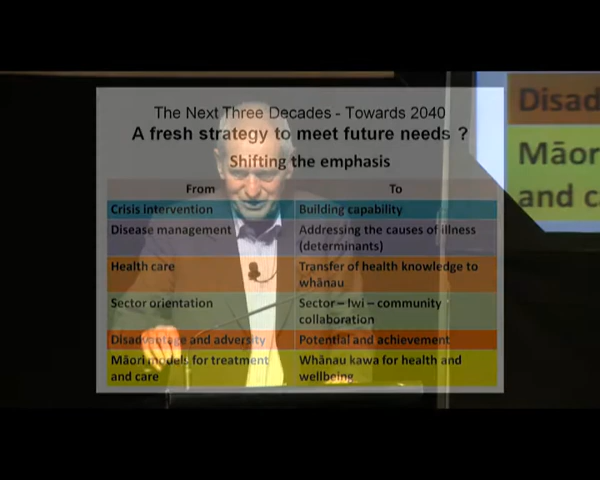 The Next Three Decades - Towards 2040
A fresh strategy to meet future needs ?
Shifting the emphasis
From To
Crisis intervention Building capability
Disease management Addressing the causes of illness
(determinants)
Health care Transfer of health knowledge to
whānau
Sector orientation Sector – Iwi – community
collaboration
Disadvantage and adversity Potential and achievement
Māori models for treatment Whānau kawa for health and
and care wellbeing
Disad
Māor
and c